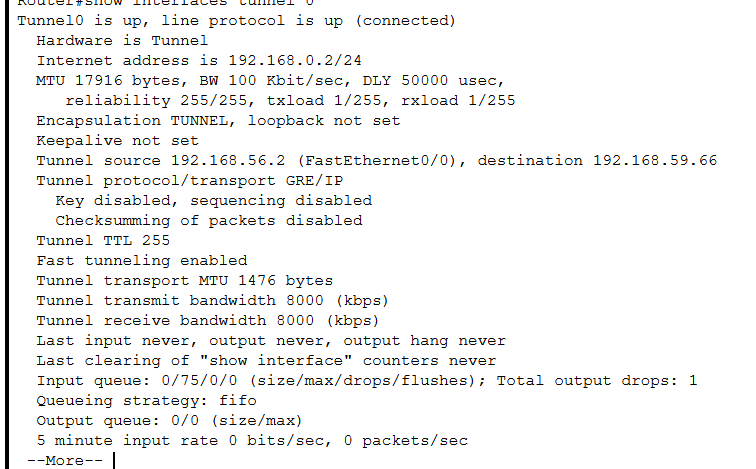 Router#show interfaces tunnel 0
Tunnel0 is up, line protocol is up (connected)
Hardware is Tunnel
Internet address is 192.168.0.2/24
MTU 17916 bytes, BW 100 Kbit/sec, DLY 50000 usec,
reliability 255/255, txload 1/255, rxload 1/255
Encapsulation TUNNEL, loopback not set
Keepalive not set
Tunnel source 192.168.56.2 (FastEthernet0/0), destination 192.168.59.66
Tunnel protocol/transport GRE/IP
Key disabled, sequencing disabled
Checksumming of packets disabled
Tunnel TTL 255
Fast tunneling enabled
Tunnel transport MTU 1476 bytes
Tunnel transmit bandwidth 8000 (kbps)
Tunnel receive bandwidth 8000 (kbps)
Last input never, output never, output hang never
Last clearing of "show interface" counters never
Input queue: 0/75/0/0 (size/max/drops/flushes); Total output drops: 1
Queueing strategy: fifo
Output queue: 0/0 (size/max)
5 minute input rate 0 bits/sec, 0 packets/sec
--More--